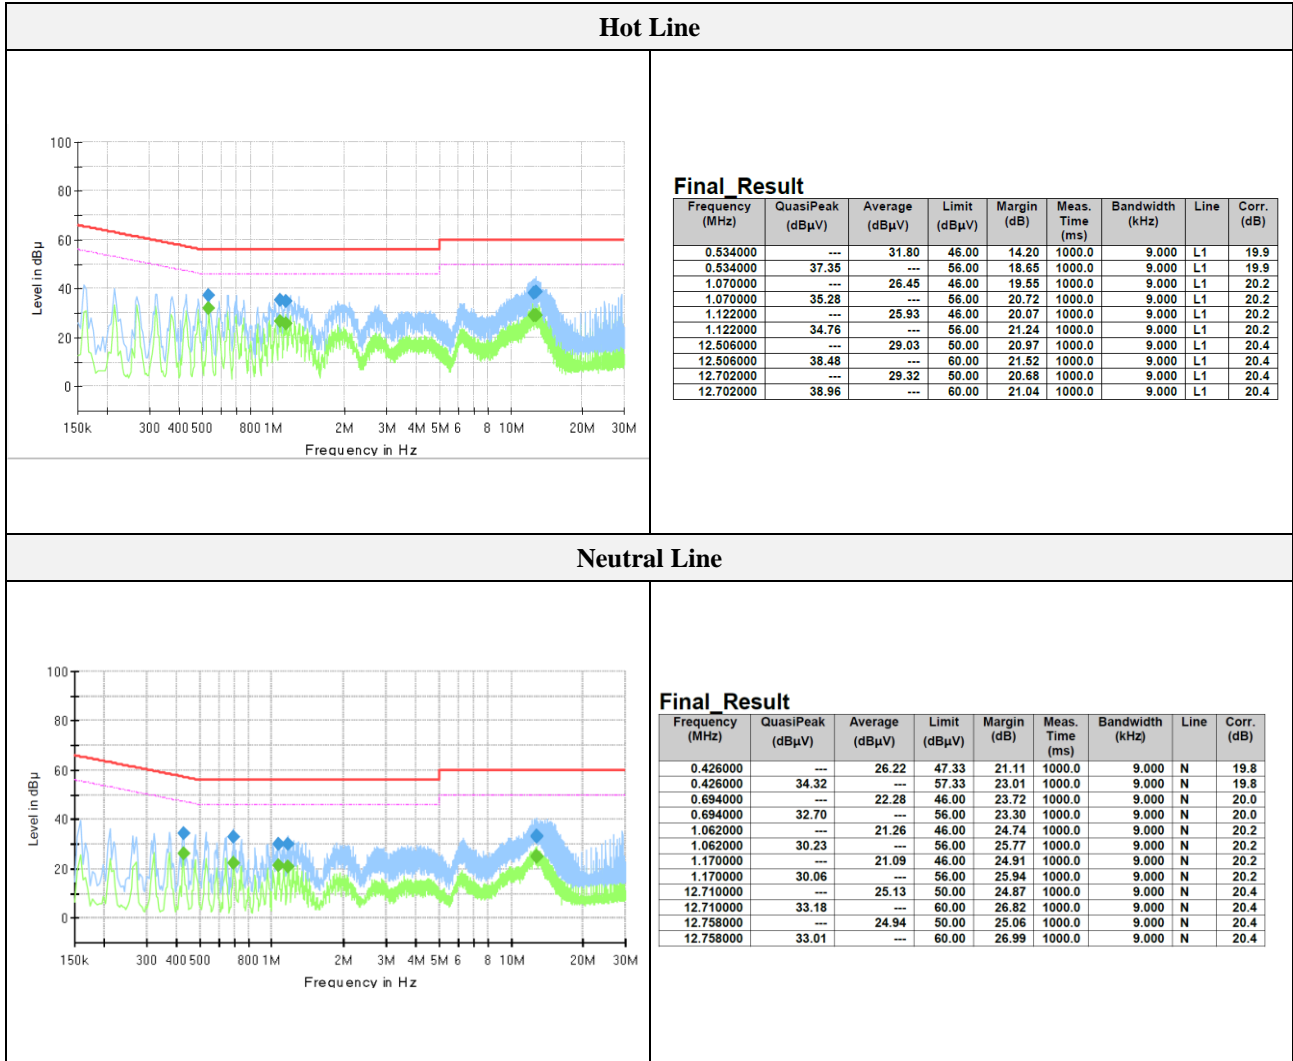 Hot Line
100
80
60
40
20
0
Level in dBµ
150k 300 400 500 800 1M 2M 3M 4M 5M 6 8 10M 20M 30M
Frequency in Hz
Final_Result
Frequency (MHz) QuasiPeak (dBµV) Average (dBµV) Limit (dBµV) Margin (dB) Meas. Time (ms) Bandwidth (kHz) Line Corr. (dB)
0.534000 --- 31.80 46.00 14.20 1000.0 9.000 L1 19.9
0.534000 37.35 --- 56.00 18.65 1000.0 9.000 L1 19.9
1.070000 --- 26.45 46.00 19.55 1000.0 9.000 L1 20.2
1.070000 35.28 --- 56.00 20.72 1000.0 9.000 L1 20.2
1.122000 --- 25.93 46.00 20.07 1000.0 9.000 L1 20.2
1.122000 34.76 --- 56.00 21.24 1000.0 9.000 L1 20.2
12.506000 --- 29.03 50.00 20.97 1000.0 9.000 L1 20.4
12.506000 38.48 --- 60.00 21.52 1000.0 9.000 L1 20.4
12.702000 --- 29.32 50.00 20.68 1000.0 9.000 L1 20.4
12.702000 38.96 --- 60.00 21.04 1000.0 9.000 L1 20.4
Neutral Line
100
80
60
40
20
0
Level in dBµ
150k 300 400 500 800 1M 2M 3M 4M 5M 6 8 10M 20M 30M
Frequency in Hz
Final_Result
Frequency (MHz) QuasiPeak (dBµV) Average (dBµV) Limit (dBµV) Margin (dB) Meas. Time (ms) Bandwidth (kHz) Line Corr. (dB)
0.426000 --- 26.22 47.33 21.11 1000.0 9.000 N 19.8
0.426000 34.32 --- 57.33 23.01 1000.0 9.000 N 19.8
0.694000 --- 22.28 46.00 23.72 1000.0 9.000 N 20.0
0.694000 32.70 --- 56.00 23.30 1000.0 9.000 N 20.0
1.062000 --- 21.26 46.00 24.74 1000.0 9.000 N 20.2
1.062000 30.23 --- 56.00 25.77 1000.0 9.000 N 20.2
1.170000 --- 21.09 46.00 24.91 1000.0 9.000 N 20.2
1.170000 30.06 --- 56.00 25.94 1000.0 9.000 N 20.2
12.710000 --- 25.13 50.00 24.87 1000.0 9.000 N 20.4
12.710000 33.18 --- 60.00 26.82 1000.0 9.000 N 20.4
12.758000 --- 24.94 50.00 25.06 1000.0 9.000 N 20.4
12.758000 33.01 --- 60.00 26.99 1000.0 9.000 N 20.4